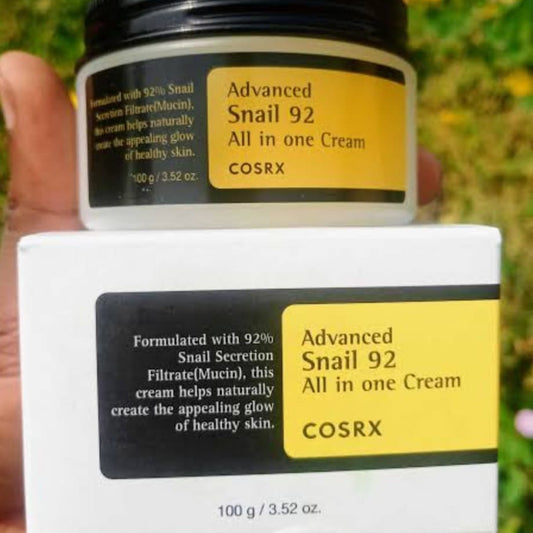 Formulated with 92% Snail
Secretion Filtrate(Mucin),
this cream helps naturally
create the appealing glow
of healthy skin.
100 g / 3.52 oz.
Advanced
Snail 92
All in one Cream
COSRX
Formulated with 92%
Snail Secretion
Filtrate(Mucin), this
cream helps naturally
create the appealing glow
of healthy skin.
Advanced
Snail 92
All in one Cream
COSRX
100 g / 3.52 oz.